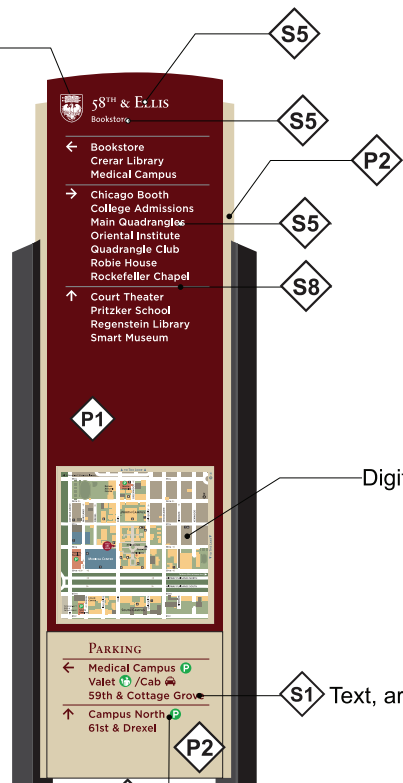 S5
58TH & ELLIS
Bookstore
S5
← Bookstore
Crerar Library
Medical Campus
P2
→ Chicago Booth
College Admissions
Main Quadrangles
S5
Oriental Institute
Quadrangle Club
Robie House
Rockefeller Chapel
S8
↑ Court Theater
Pritzker School
Regenstein Library
Smart Museum
P1
Digit
PARKING
← Medical Campus P
Valet /Cab
59th & Cottage Grove
S1 Text, ar
↑ Campus North P
61st & Drexel
P2